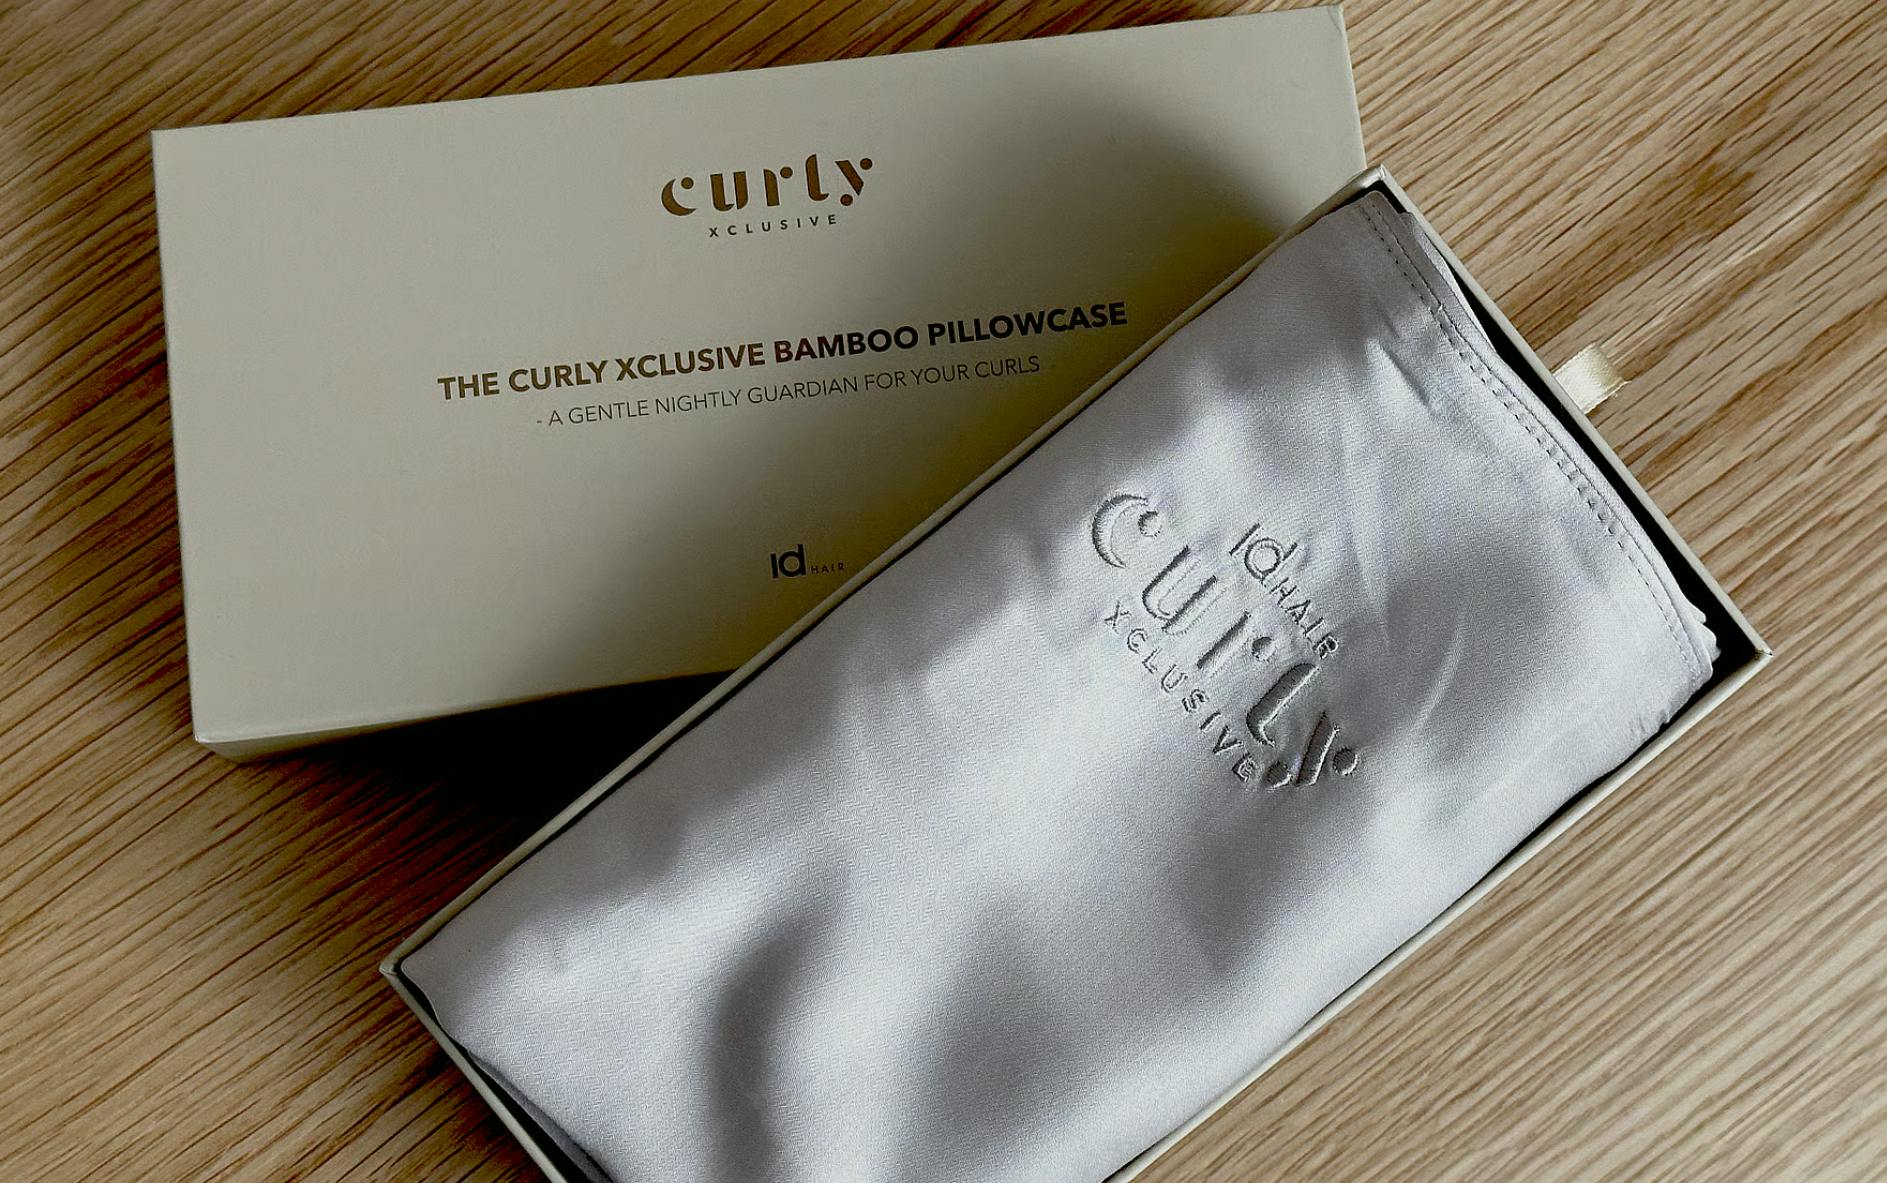 curly
XCLUSIVE
THE CURLY XCLUSIVE BAMBOO PILLOWCASE
- A GENTLE NIGHTLY GUARDIAN FOR YOUR CURLS
Id HAIR
Id HAIR
curly
XCLUSIVE